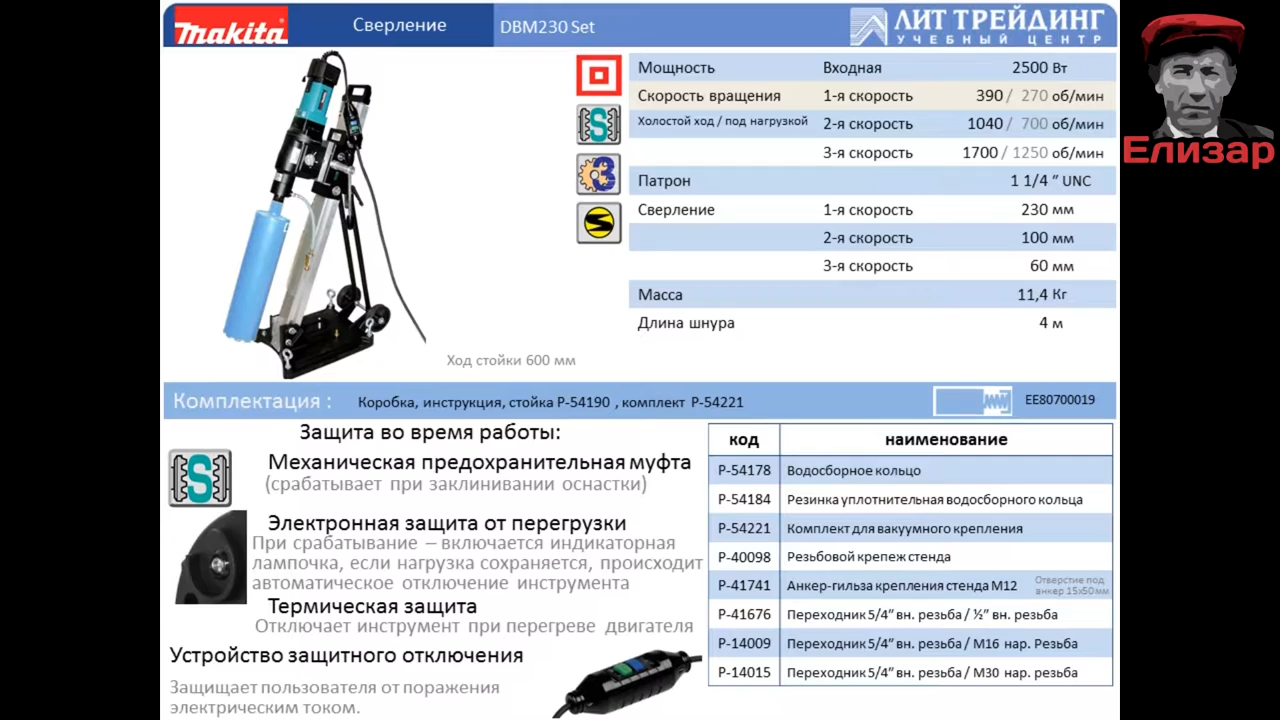 makita
Сверление
DBM230 Set
ЛИТ ТРЕЙДИНГ
УЧЕБНЫЙ ЦЕНТР
Елизар
Мощность Входная 2500 Вт
Скорость вращения 1-я скорость 390 / 270 об/мин
Холостой ход / под нагрузкой 2-я скорость 1040 / 700 об/мин
3-я скорость 1700 / 1250 об/мин
Патрон 1 1/4 ” UNC
Сверление 1-я скорость 230 мм
2-я скорость 100 мм
3-я скорость 60 мм
Масса 11,4 Кг
Длина шнура 4 м
S
3
S
Ход стойки 600 мм
Комплектация : Коробка, инструкция, стойка P-54190 , комплект P-54221
EE80700019
Защита во время работы:
S
Механическая предохранительная муфта
(срабатывает при заклинивании оснастки)
Электронная защита от перегрузки
При срабатывание – включается индикаторная
лампочка, если нагрузка сохраняется, происходит
автоматическое отключение инструмента
Термическая защита
Отключает инструмент при перегреве двигателя
Устройство защитного отключения
Защищает пользователя от поражения
электрическим током.
код наименование
P-54178 Водосборное кольцо
P-54184 Резинка уплотнительная водосборного кольца
P-54221 Комплект для вакуумного крепления
P-40098 Резьбовой крепеж стенда
P-41741 Анкер-гильза крепления стенда M12 Отверстие под
анкер 15x50мм
P-41676 Переходник 5/4” вн. резьба / ½” вн. резьба
P-14009 Переходник 5/4” вн. резьба / M16 нар. Резьба
P-14015 Переходник 5/4” вн. резьба / M30 нар. резьба